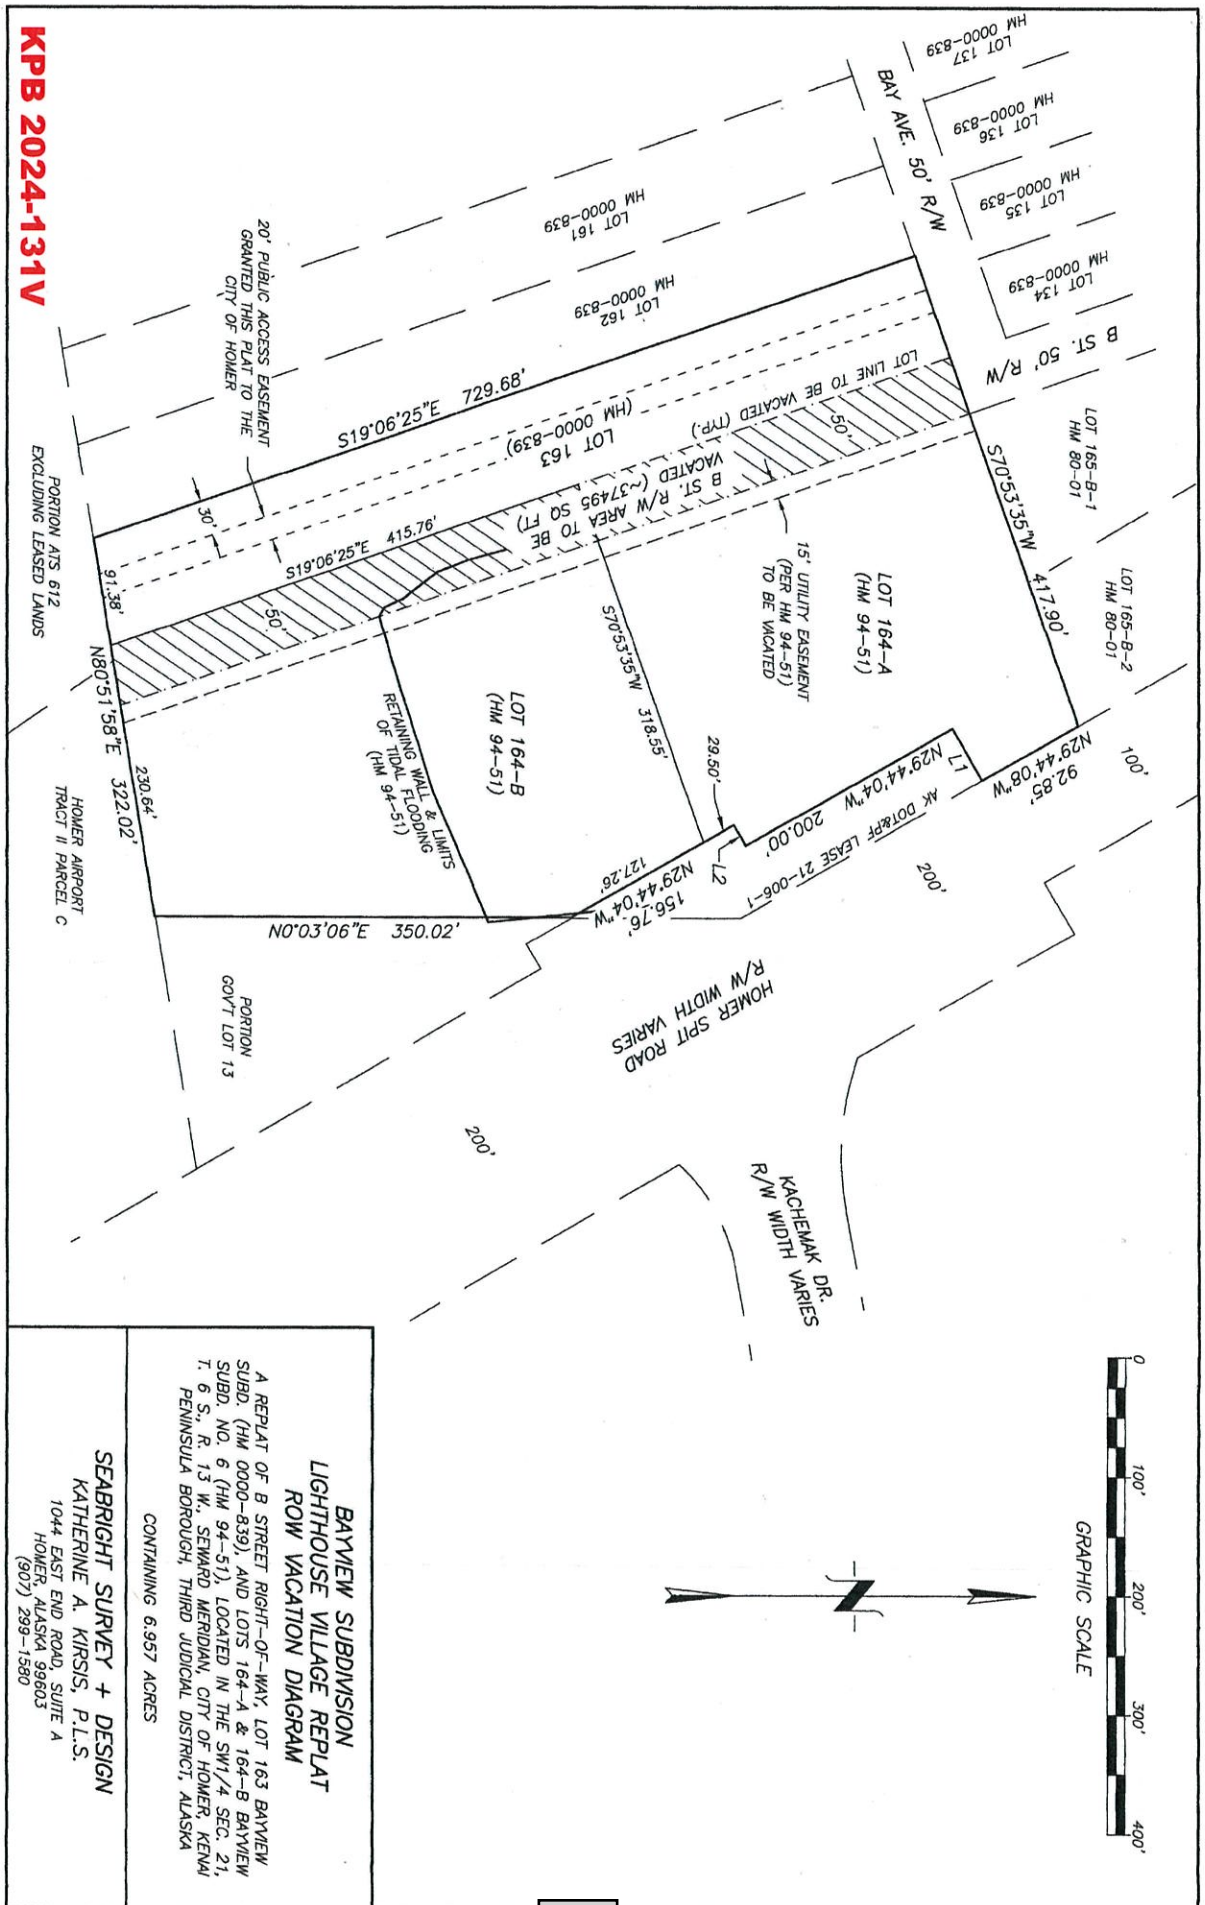 KPB 2024-131V
LOT 137
HM 0000-839
LOT 136
HM 0000-839
LOT 135
HM 0000-839
LOT 134
HM 0000-839
BAY AVE. 50' R/W
B ST. 50' R/W
LOT 161
HM 0000-839
LOT 162
HM 0000-839
LOT 165-B-1
HM 80-01
LOT 165-B-2
HM 80-01
20' PUBLIC ACCESS EASEMENT
GRANTED THIS PLAT TO THE
CITY OF HOMER
S19°06'25"E 729.68'
LOT 163
(HM 0000-839)
LOT LINE TO BE VACATED (TYP.)
50'
B ST. R/W AREA TO BE
VACATED (~37495 SQ FT)
S19°06'25"E 415.76'
30'
50'
S70°53'35"W 417.90'
15' UTILITY EASEMENT
(PER HM 94-51)
TO BE VACATED
LOT 164-A
(HM 94-51)
S70°53'35"W 318.55'
LOT 164-B
(HM 94-51)
RETAINING WALL & LIMITS
OF TIDAL FLOODING
(HM 94-51)
29.50'
L1
L2
N29°44'08"W
92.85'
N29°44'04"W 200.00'
N29°44'04"W
156.76'
127.26'
AK DOT&PF LEASE 21-006-1
100'
200'
200'
91.38'
230.64'
N80°51'58"E 322.02'
N0°03'06"E 350.02'
PORTION ATS 612
EXCLUDING LEASED LANDS
HOMER AIRPORT
TRACT II PARCEL C
PORTION
GOV'T LOT 13
HOMER SPIT ROAD
R/W WIDTH VARIES
KACHEMAK DR.
R/W WIDTH VARIES
0 100' 200' 300' 400'
GRAPHIC SCALE
N
BAYVIEW SUBDIVISION
LIGHTHOUSE VILLAGE REPLAT
ROW VACATION DIAGRAM
A REPLAT OF B STREET RIGHT-OF-WAY, LOT 163 BAYVIEW
SUBD. (HM 0000-839), AND LOTS 164-A & 164-B BAYVIEW
SUBD. NO. 6 (HM 94-51), LOCATED IN THE SW1/4 SEC. 21,
T. 6 S., R. 13 W., SEWARD MERIDIAN, CITY OF HOMER, KENAI
PENINSULA BOROUGH, THIRD JUDICIAL DISTRICT, ALASKA
CONTAINING 6.957 ACRES
SEABRIGHT SURVEY + DESIGN
KATHERINE A. KIRSIS, P.L.S.
1044 EAST END ROAD, SUITE A
HOMER, ALASKA 99603
(907) 299-1580